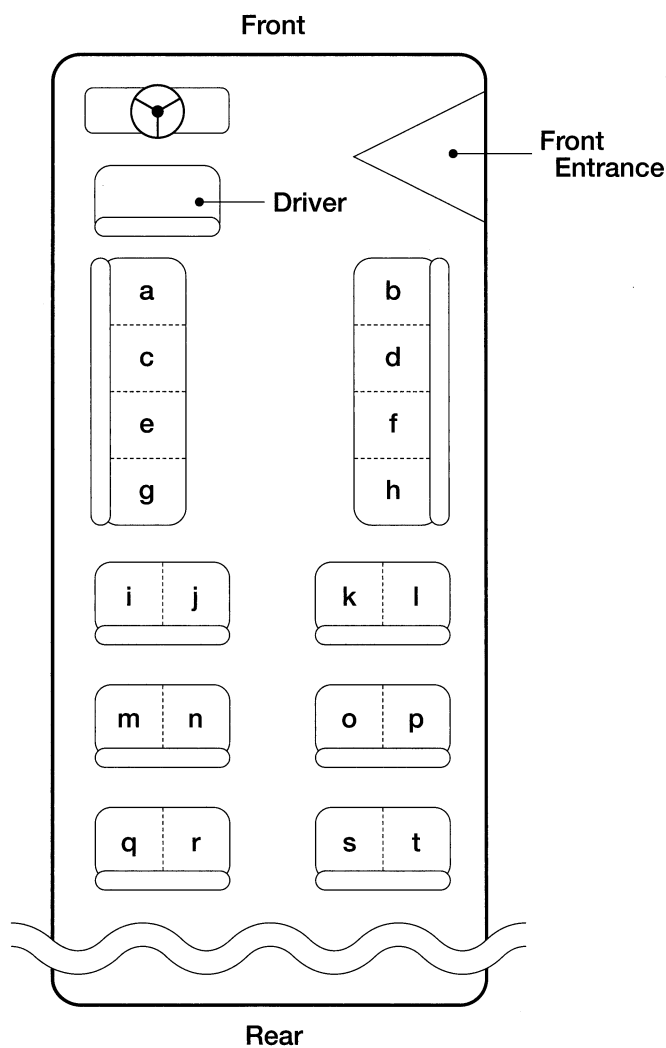 Front
Front
Entrance
Driver
a b
c d
e f
g h
i j k l
m n o p
q r s t
Rear